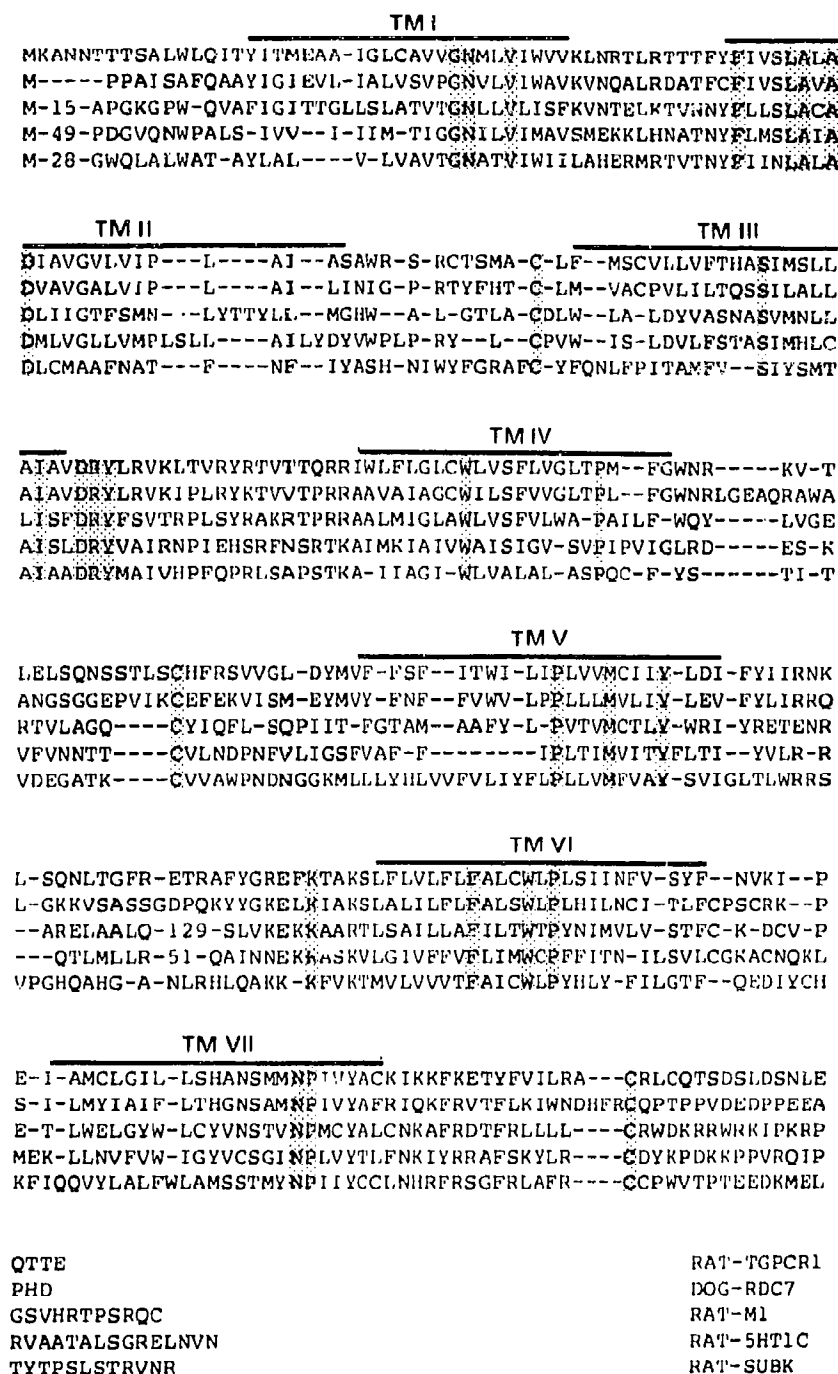 TM I
MKANNTTTSALWLQITYITMEAA-IGLCAVVGNMLVIWVVKLNRTLRTTTFYFIVSLALA
M-----PPAISAFQAAYIGIEVL-IALVSVPGNVLVIWAVKVNQALRDATFCFIVSLAVA
M-15-APGKGPW-QVAFIGITTGLLSLATVTGNLLVLISFKVNTELKTVNNYFLLSLACA
M-49-PDGVQNWPALS-IVV--I-IIM-TIGGNILVIMAVSMEKKLHNATNYFLMSLAIA
M-28-GWQLALWAT-AYLAL----V-LVAVTGNATVIWIILAHERMRTVTNYFIINLALA
TM II TM III
DIAVGVLVIP---L----AI--ASAWR-S-RCTSMA-C-LF--MSCVLLVFTHASIMSLL
DVAVGALVIP---L----AI--LINIG-P-RTYFHT-C-LM--VACPVLILTQSSILALL
DLIIGTFSMN---LYTTYLL--MGHW--A-L-GTLA-CDLW--LA-LDYVASNASVMNLL
DMLVGLLVMPLSLL----AILYDYVWPLP-RY--L--CPVW--IS-LDVLFSTASIMHLC
DLCMAAFNAT---F----NF--IYASH-NIWYFGRAFC-YFQNLFPITAMFV--SIYSMT
TM IV
AIAVDRYLRVKLTVRYRTVTTQRRIWLFLGLCWLVSFLVGLTPM--FGWNR-----KV-T
AIAVDRYLRVKIPLRYKTVVTPRRAAVAIAGCWILSFVVGLTPL--FGWNRLGEAQRAWA
LISFDRYFSVTRPLSYRAKRTPRRAALMIGLAWLVSFVLWA-PAILF-WQY-----LVGE
AISLDRYVAIRNPIEHSRFNSRTKAIMKIAIVWAISIGV-SVPIPVIGLRD-----ES-K
AIAADRYMAIVHPFQPRLSAPSTKA-IIAGI-WLVALAL-ASPQC-F-YS------TI-T
TM V
LELSQNSSTLSCHFRSVVGL-DYMVF-FSF--ITWI-LIPLVVMCIIY-LDI-FYIIRNK
ANGSGGEPVIKCEFEKVISM-EYMVY-FNF--FVWV-LPPLLLMVLIY-LEV-FYLIRRQ
RTVLAGQ----CYIQFL-SQPIIT-FGTAM--AAFYL-PVTVMCTLY-WRI-YRETENR
VFVNNTT----CVLNDPNFVLIGSFVAF-F--------IPLTIMVITYFLTI--YVLR-R
VDEGATK----CVVAWPNDNGGKMLLLYHLVVFVLIYFLPLLVMFVAY-SVIGLTLWRRS
TM VI
L-SQNLTGFR-ETRAFYGREFKTAKSLFLVLFLFALCWLPLSIINFV-SYF--NVKI--P
L-GKKVSASSGDPQKYYGKELKIAKSLALILFLFALSWLPLHILNCI-TLFCPSCRK--P
--ARELAALQ-129-SLVKEKKAARTLSAILLAFILTWTPYNIMVLV-STFC-K-DCV-P
---QTLMLLR-51-QAINNEKKASKVLGIVFFVFLIMWCPFFITN-ILSVLCGKACNQKL
VPGHQAHG-A-NLRHLQAKK-KFVKTMVLVVVTFAICWLPYHLY-FILGTF--QEDIYCH
TM VII
E-I-AMCLGIL-LSHANSMMNPIVYACKIKKFKETYFVILRA---CRLCQTSDSLDSNLE
S-I-LMYIAIF-LTHGNSAMNPIVYAFRIQKFRVTFLKIWNDHFRCQPTPPVDEDPPEEA
E-T-LWELGYW-LCYVNSTVNPMCYALCNKAFRDTFRLLLL----CRWDKRRWRKIPKRP
MEK-LLNVFVW-IGYVCSGINPLVYTLFNKIYRRAFSKYLR----CDYKPDKKPPVRQIP
KFIQQVYLALFWLAMSSTMYNPIIYCCLNHRFRSGFRLAFR----CCPWVTPTEEDKMEL
QTTE RAT-TGPCR1
PHD DOG-RDC7
GSVHRTPSRQC RAT-M1
RVAATALSGRELNVN RAT-5HT1C
TYTPSLSTRVNR RAT-SUBK